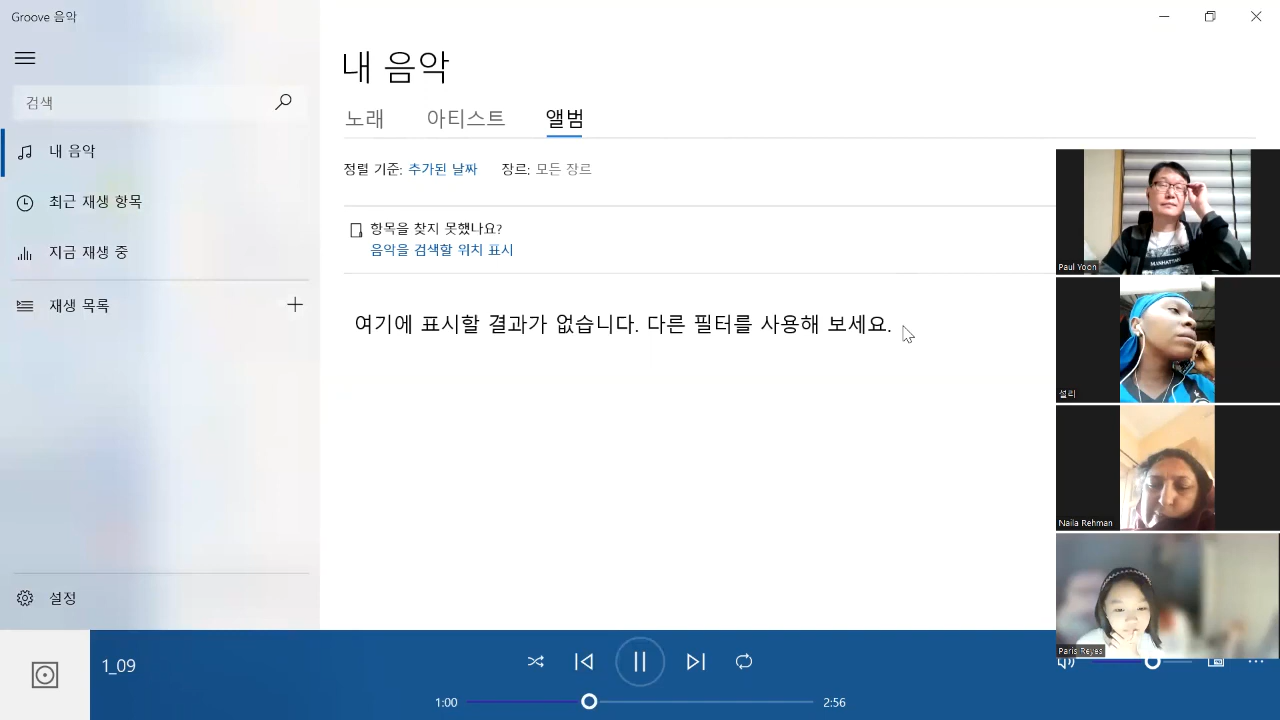 Groove 음악
검색
내 음악
최근 재생 항목
지금 재생 중
재생 목록
설정
내 음악
노래 아티스트 앨범
정렬 기준: 추가된 날짜 장르: 모든 장르
항목을 찾지 못했나요?
음악을 검색할 위치 표시
여기에 표시할 결과가 없습니다. 다른 필터를 사용해 보세요.
MANHATTAN
Paul Yoon
설리
Naila Rehman
Paris Reyes
1_09
1:00 2:56